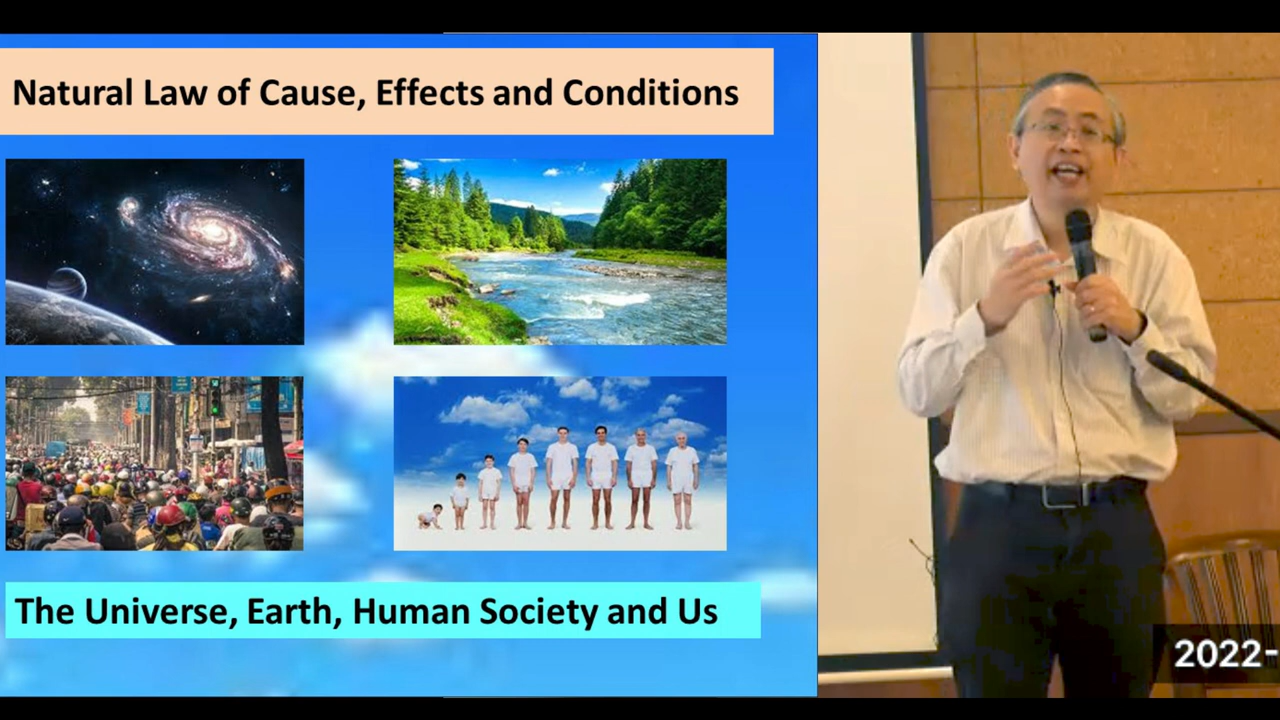 Natural Law of Cause, Effects and Conditions
The Universe, Earth, Human Society and Us
2022-